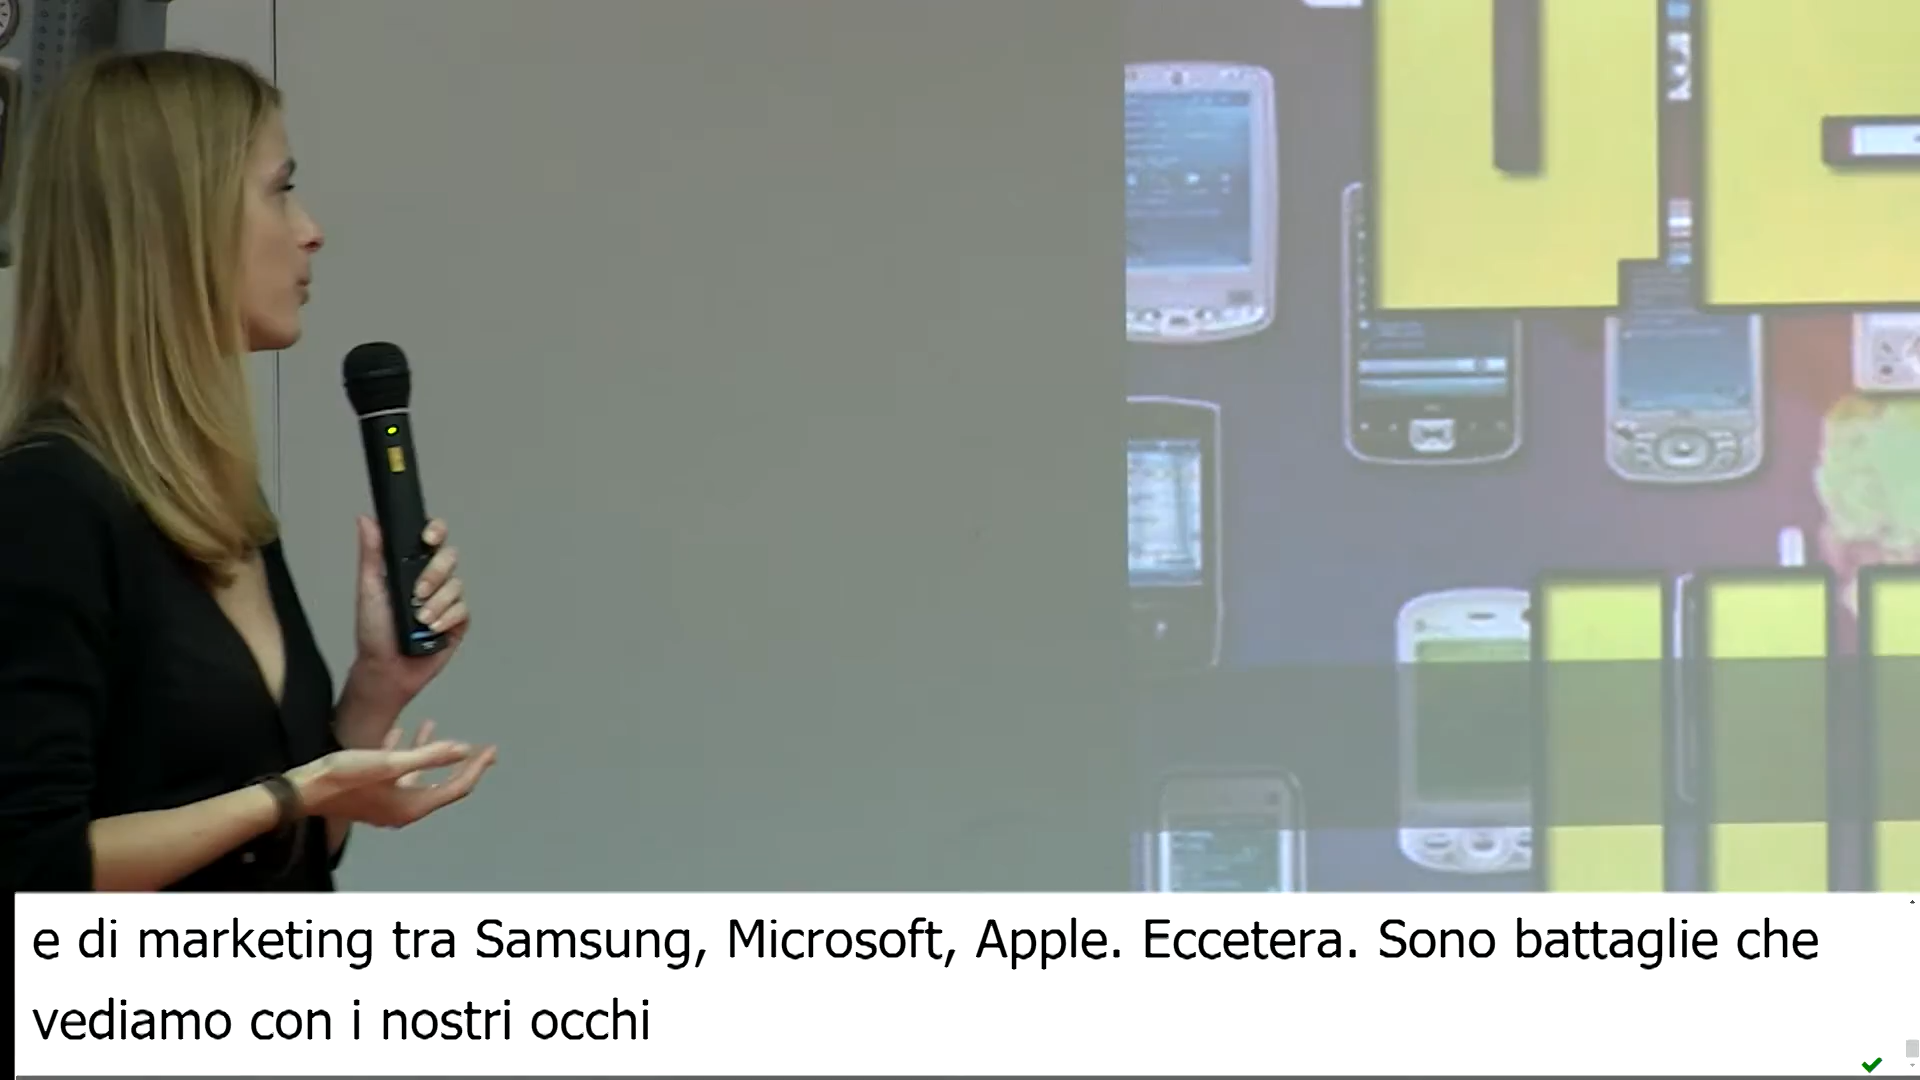 e di marketing tra Samsung, Microsoft, Apple. Eccetera. Sono battaglie che
vediamo con i nostri occhi